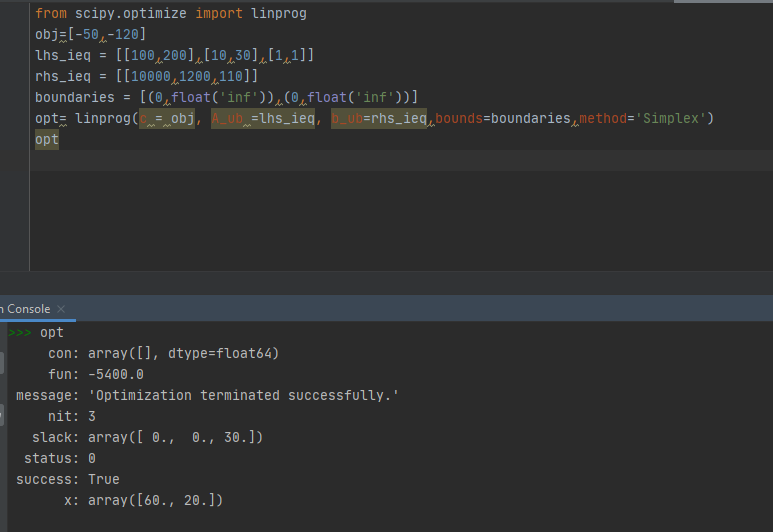 from scipy.optimize import linprog
obj=[-50,-120]
lhs_ieq = [[100,200],[10,30],[1,1]]
rhs_ieq = [[10000,1200,110]]
boundaries = [(0,float('inf')),(0,float('inf'))]
opt= linprog(c = obj, A_ub =lhs_ieq, b_ub=rhs_ieq,bounds=boundaries,method='Simplex')
opt
Console
>>> opt
con: array([], dtype=float64)
fun: -5400.0
message: 'Optimization terminated successfully.'
nit: 3
slack: array([ 0., 0., 30.])
status: 0
success: True
x: array([60., 20.])